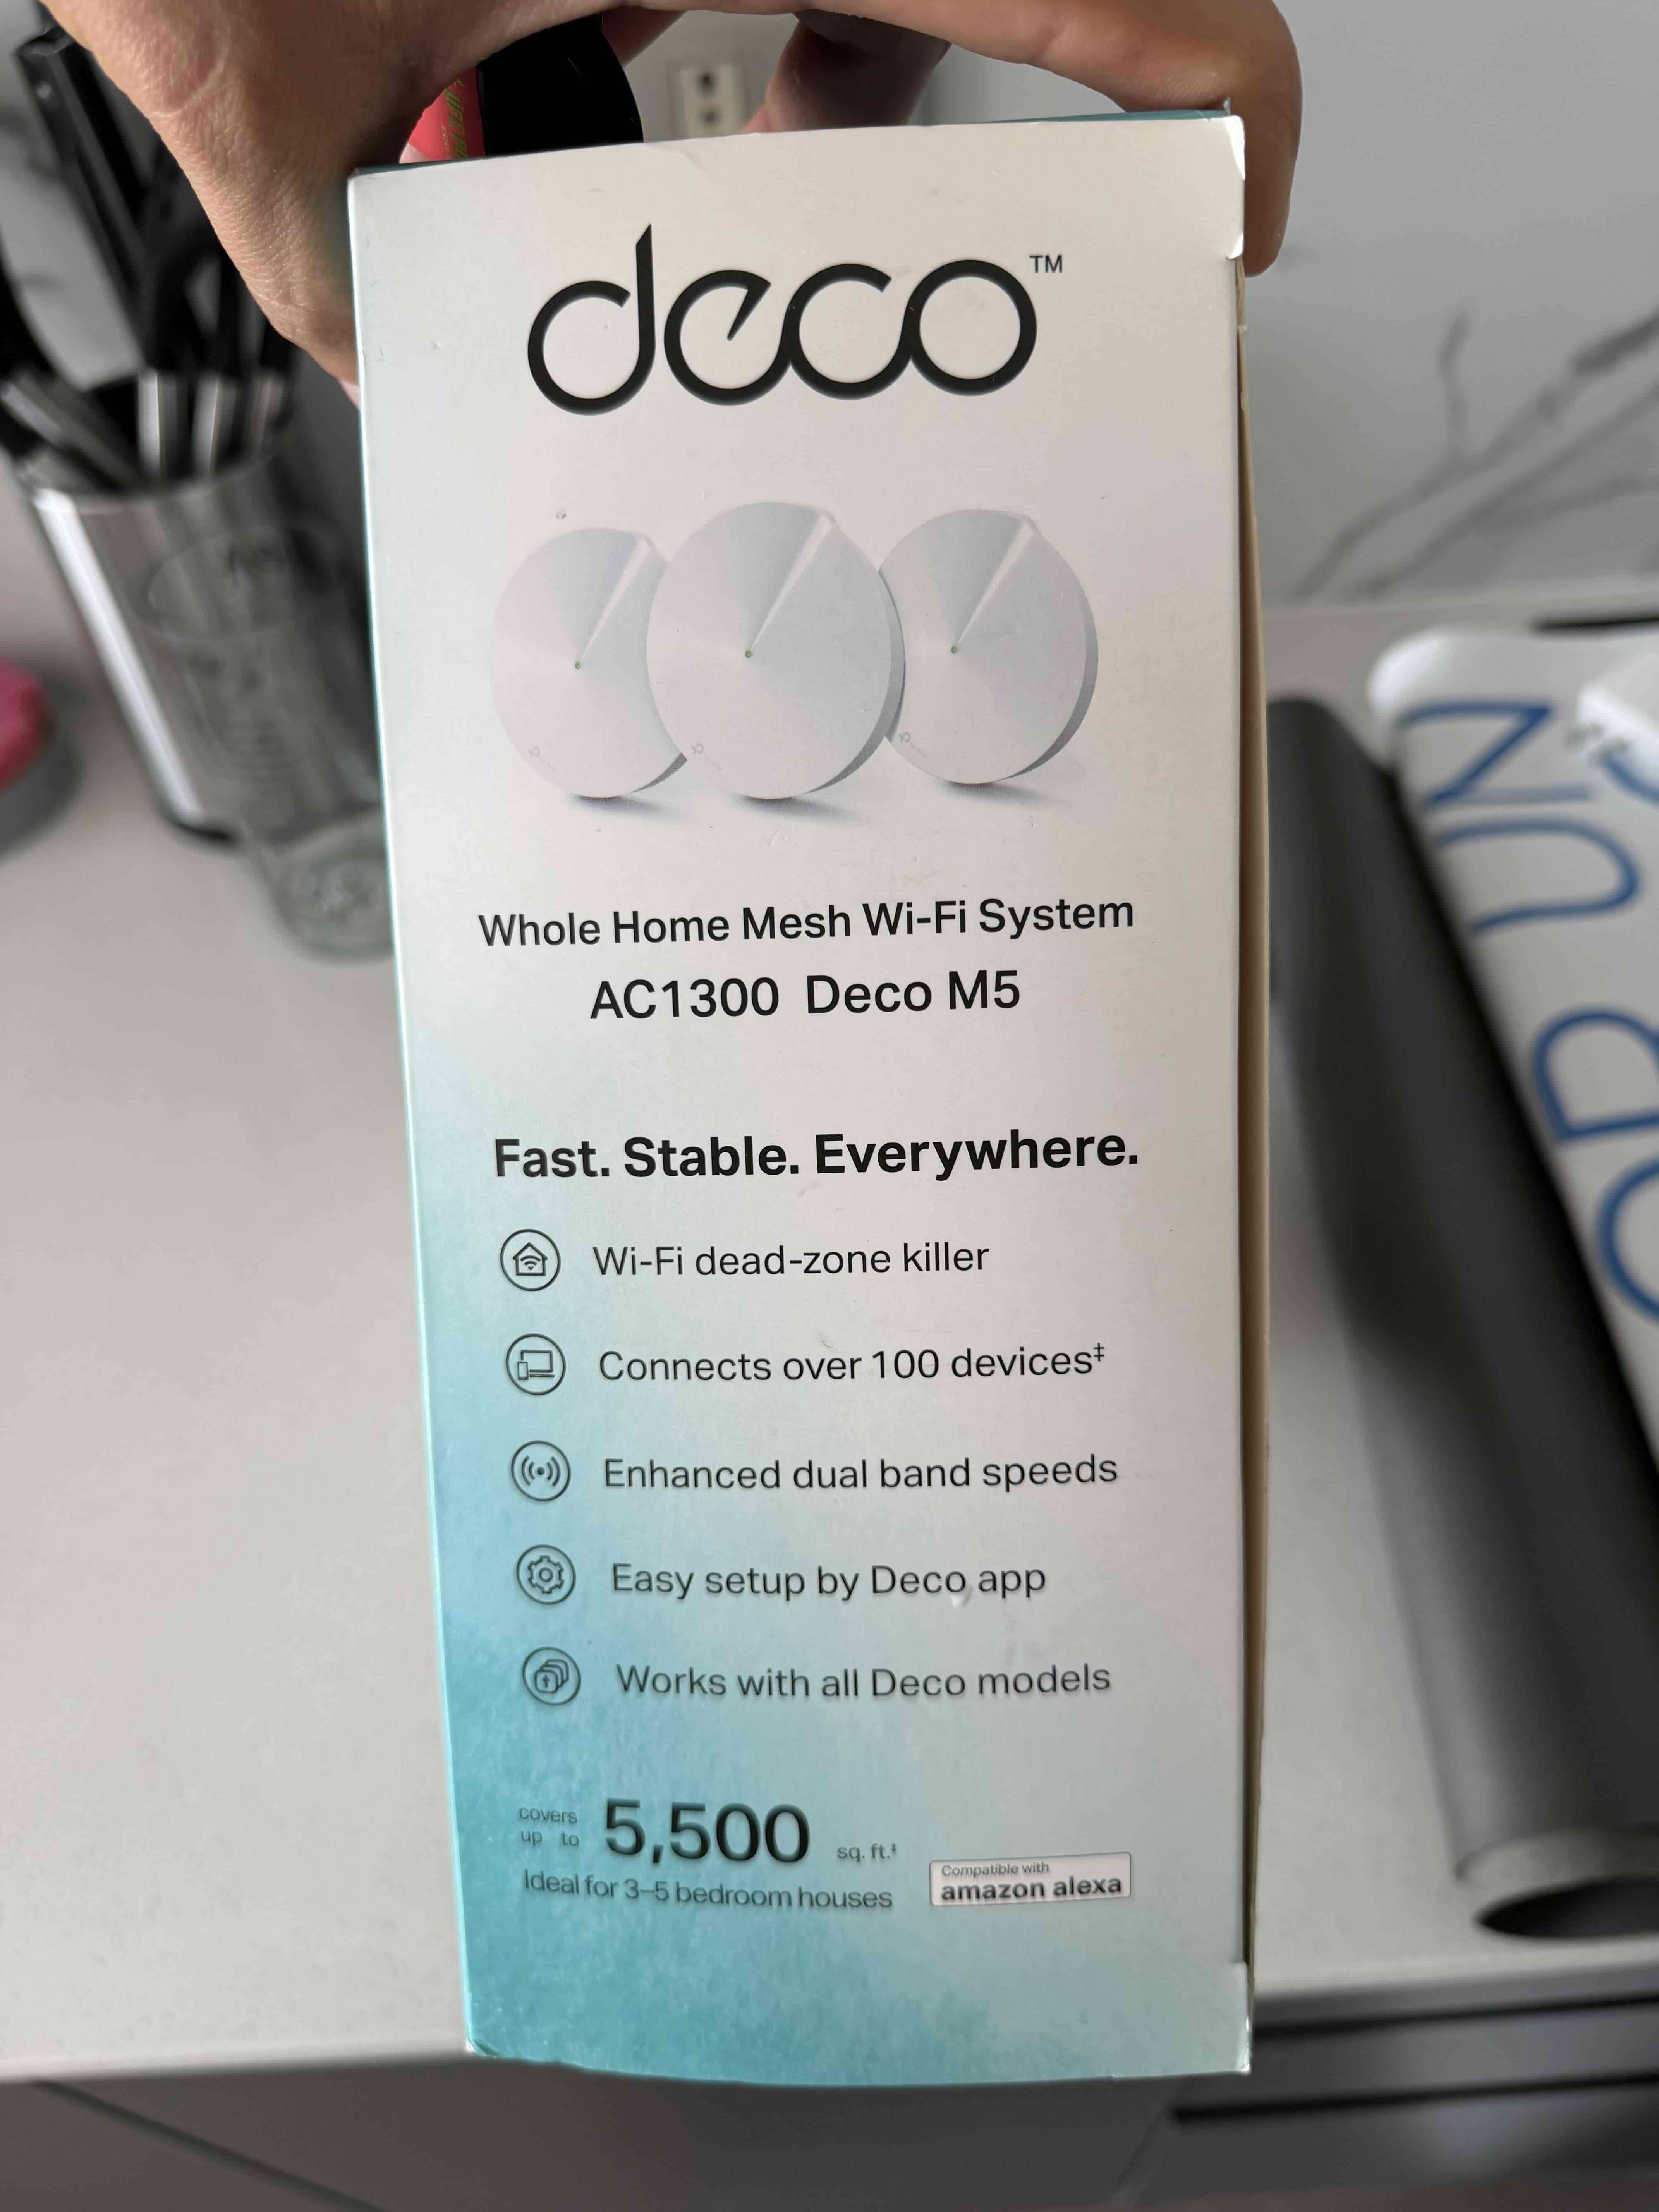 deco™
Whole Home Mesh Wi-Fi System
AC1300 Deco M5
Fast. Stable. Everywhere.
Wi-Fi dead-zone killer
Connects over 100 devices‡
Enhanced dual band speeds
Easy setup by Deco app
Works with all Deco models
covers
up to
5,500 sq. ft.‡
Ideal for 3–5 bedroom houses
Compatible with
amazon alexa